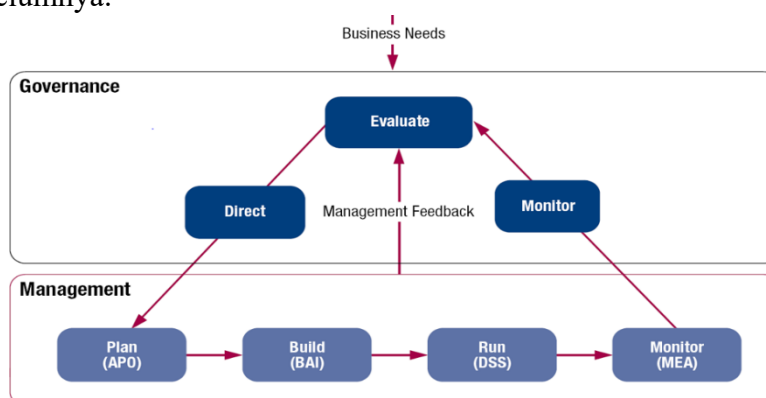 Business Needs
Governance
Evaluate
Direct
Management Feedback
Monitor
Management
Plan
(APO)
Build
(BAI)
Run
(DSS)
Monitor
(MEA)